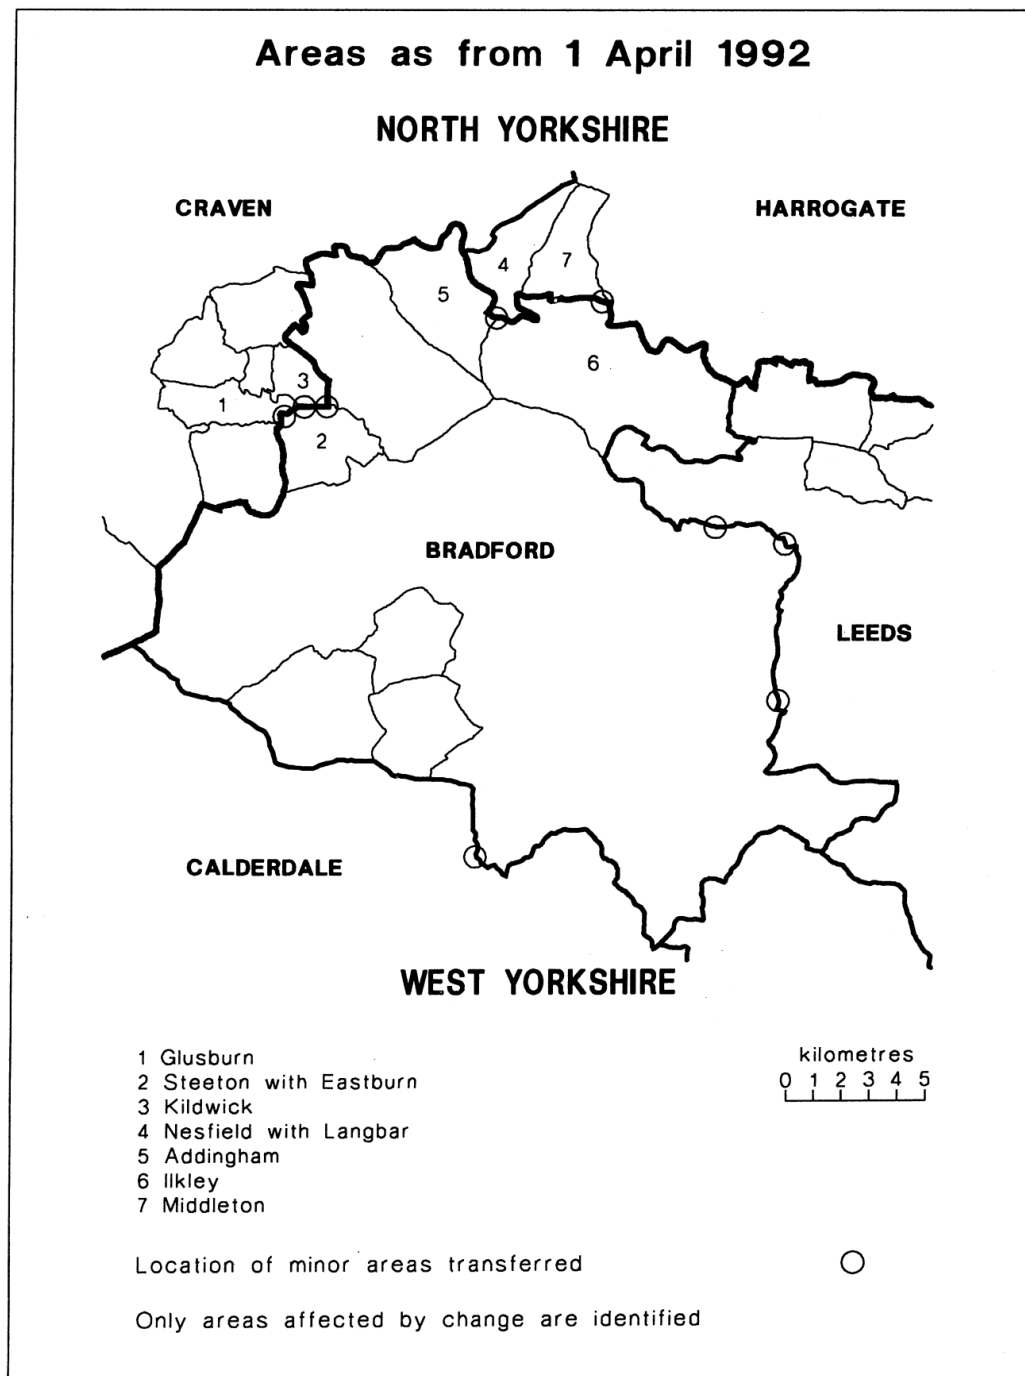 Areas as from 1 April 1992
NORTH YORKSHIRE
CRAVEN
HARROGATE
4
7
5
6
3
1
2
BRADFORD
LEEDS
CALDERDALE
WEST YORKSHIRE
1 Glusburn
2 Steeton with Eastburn
3 Kildwick
4 Nesfield with Langbar
5 Addingham
6 Ilkley
7 Middleton
kilometres
0 1 2 3 4 5
Location of minor areas transferred
Only areas affected by change are identified